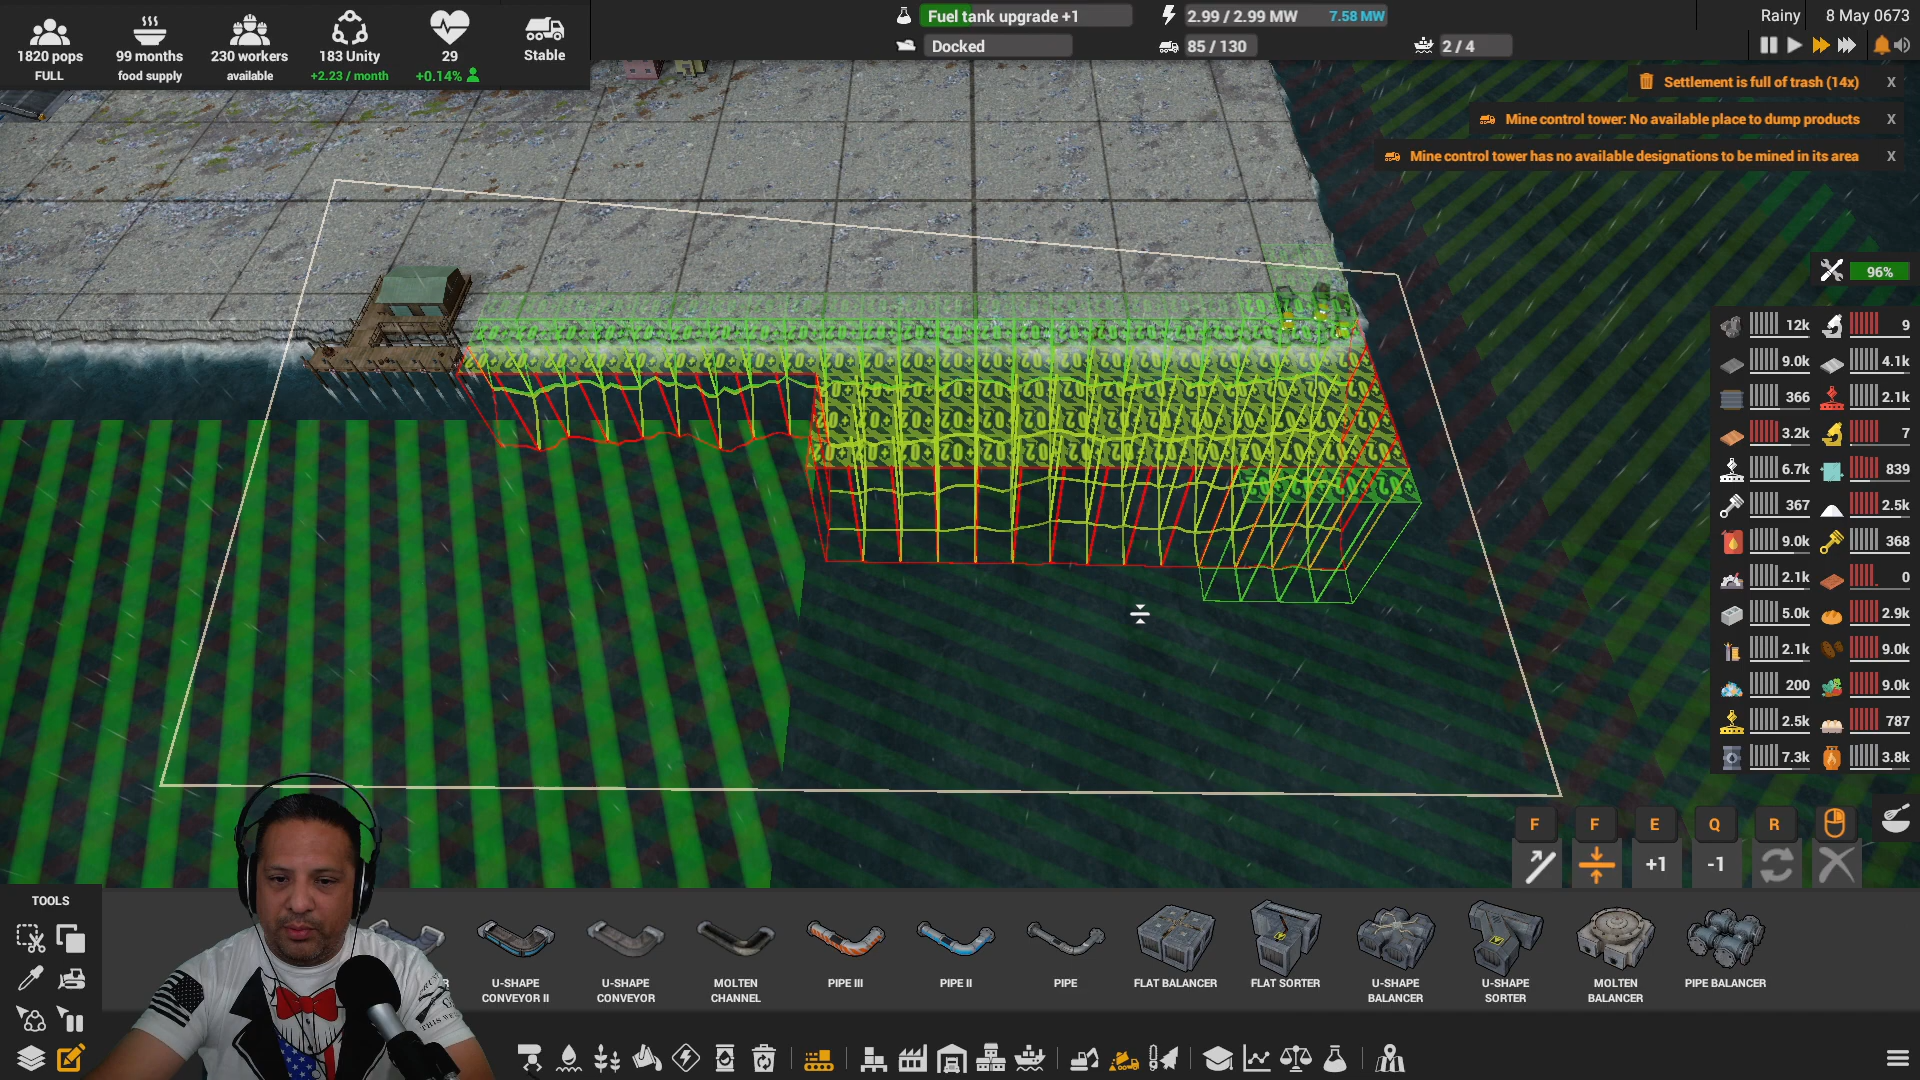 1820 pops
FULL
99 months
food supply
230 workers
available
183 Unity
+2.23 / month
29
+0.14%
Stable
Fuel tank upgrade +1
Docked
2.99 / 2.99 MW
7.58 MW
85 / 130
2 / 4
Rainy
8 May 0673
Settlement is full of trash (14x)
X
Mine control tower: No available place to dump products
X
Mine control tower has no available designations to be mined in its area
X
96%
12k
9
9.0k
4.1k
366
2.1k
3.2k
7
6.7k
839
367
2.5k
9.0k
368
2.1k
0
5.0k
2.9k
2.1k
9.0k
200
9.0k
2.5k
787
7.3k
3.8k
F
F
E
Q
R
+1
-1
TOOLS
U-SHAPE CONVEYOR II
U-SHAPE CONVEYOR
MOLTEN CHANNEL
PIPE III
PIPE II
PIPE
FLAT BALANCER
FLAT SORTER
U-SHAPE BALANCER
U-SHAPE SORTER
MOLTEN BALANCER
PIPE BALANCER